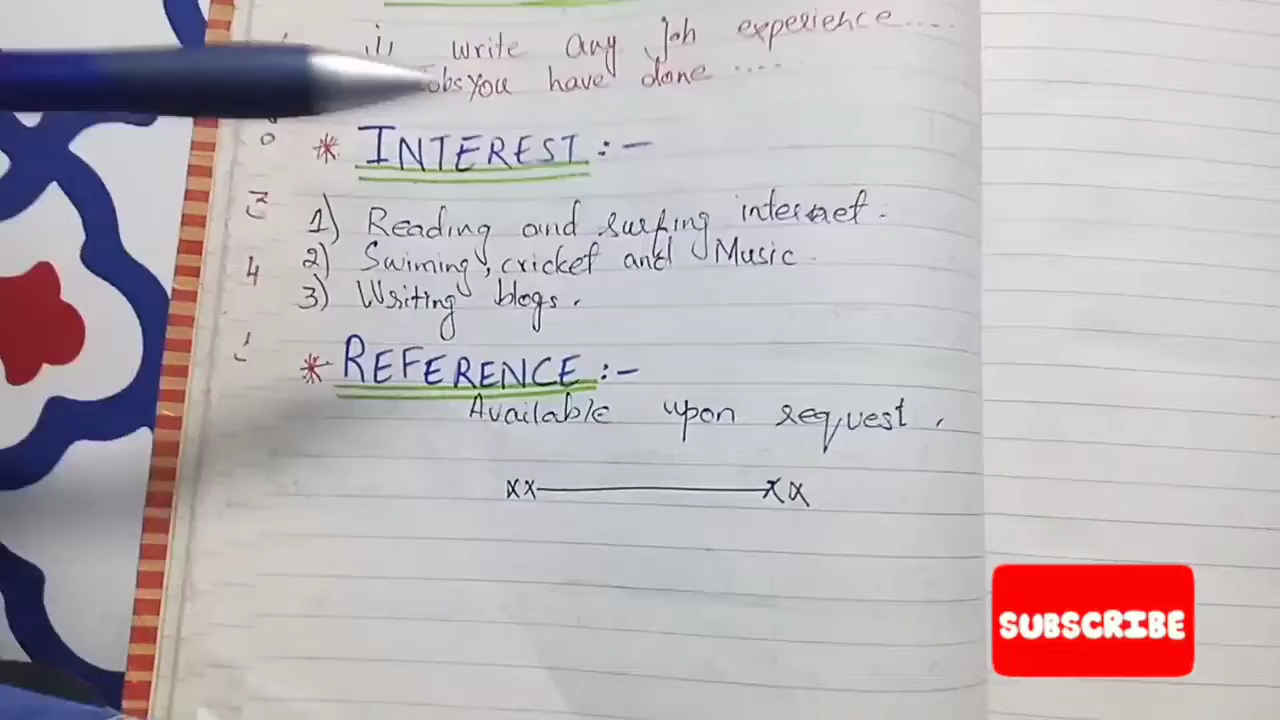 ii, write any job experience....
obs you have done ....
* INTEREST :-
1) Reading and surfing internet.
2) Swiming, cricket and Music.
3) Writing blogs.
* REFERENCE :-
Available upon request.
xx————xx
SUBSCRIBE